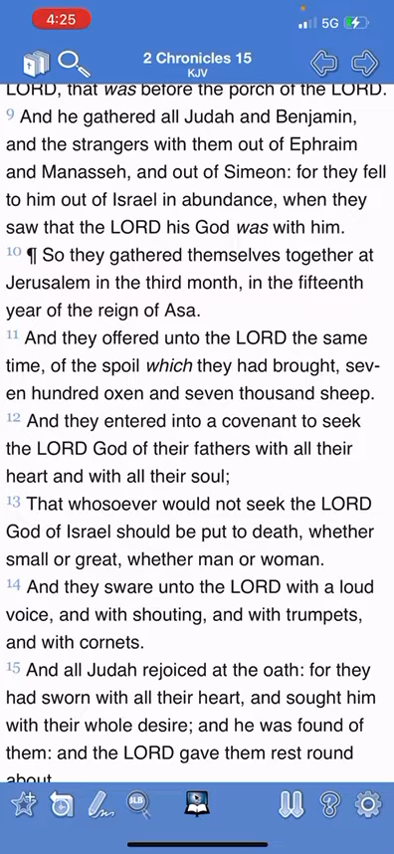 4:25
5G
2 Chronicles 15
KJV
LORD, that was before the porch of the LORD.
9 And he gathered all Judah and Benjamin,
and the strangers with them out of Ephraim
and Manasseh, and out of Simeon: for they fell
to him out of Israel in abundance, when they
saw that the LORD his God was with him.
10 ¶ So they gathered themselves together at
Jerusalem in the third month, in the fifteenth
year of the reign of Asa.
11 And they offered unto the LORD the same
time, of the spoil which they had brought, sev-
en hundred oxen and seven thousand sheep.
12 And they entered into a covenant to seek
the LORD God of their fathers with all their
heart and with all their soul;
13 That whosoever would not seek the LORD
God of Israel should be put to death, whether
small or great, whether man or woman.
14 And they sware unto the LORD with a loud
voice, and with shouting, and with trumpets,
and with cornets.
15 And all Judah rejoiced at the oath: for they
had sworn with all their heart, and sought him
with their whole desire; and he was found of
them: and the LORD gave them rest round
about.
SLB